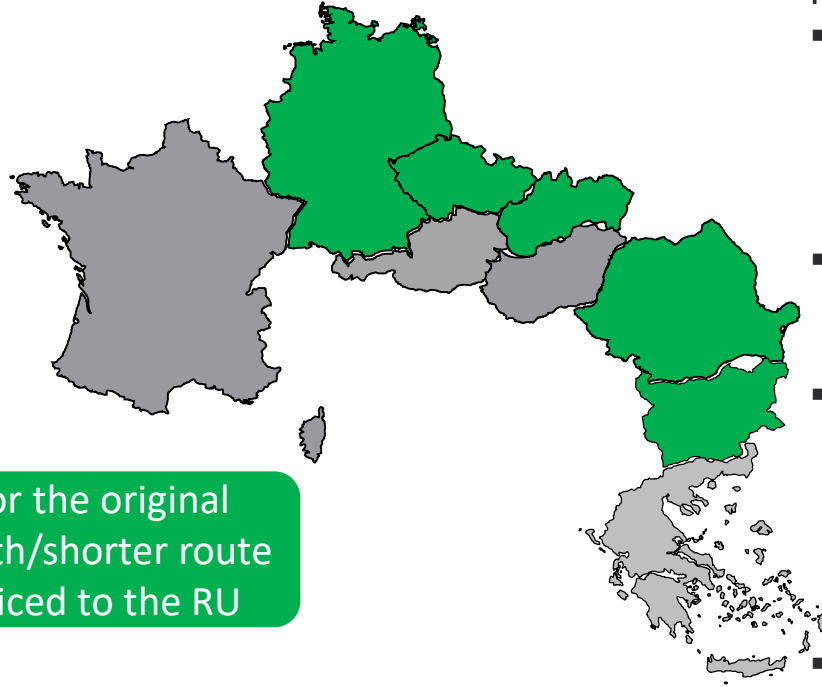 or the original
th/shorter route
iced to the RU